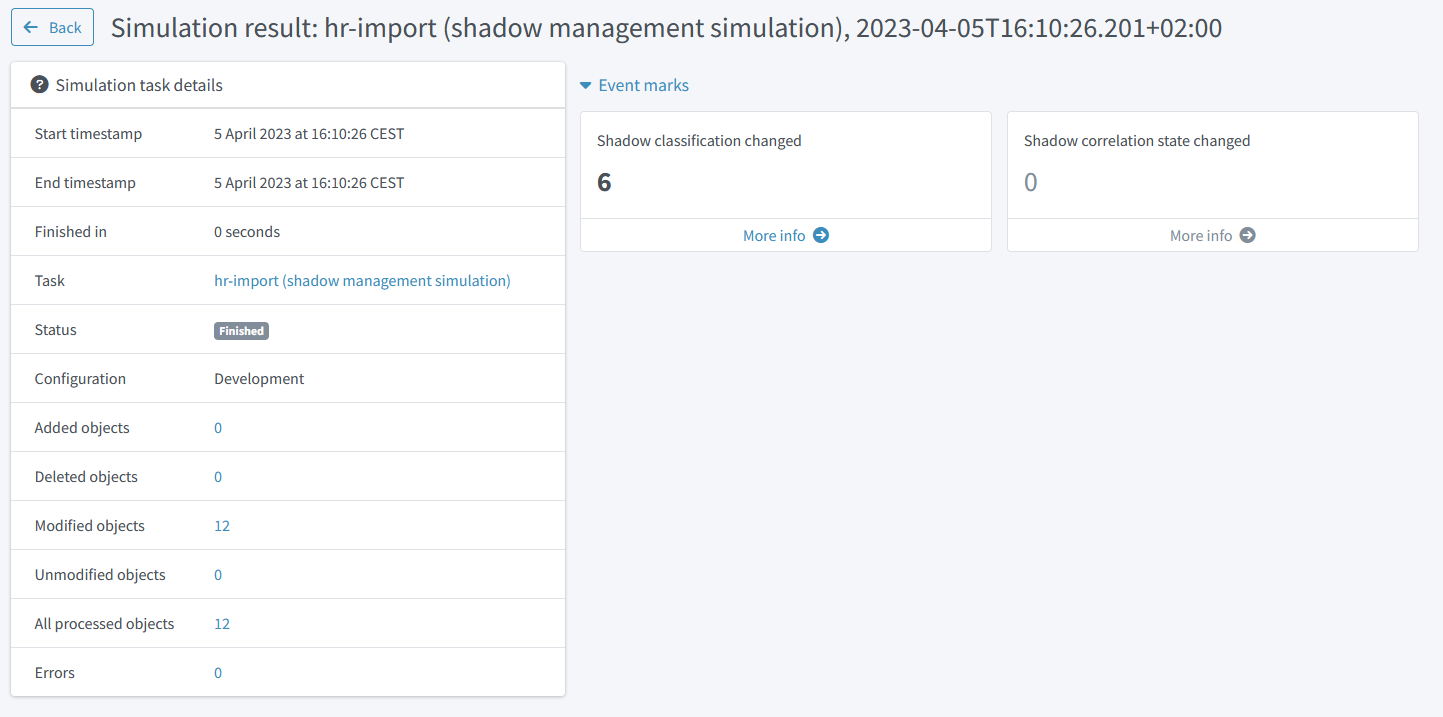 Back
Simulation result: hr-import (shadow management simulation), 2023-04-05T16:10:26.201+02:00
? Simulation task details
Start timestamp 5 April 2023 at 16:10:26 CEST
End timestamp 5 April 2023 at 16:10:26 CEST
Finished in 0 seconds
Task hr-import (shadow management simulation)
Status Finished
Configuration Development
Added objects 0
Deleted objects 0
Modified objects 12
Unmodified objects 0
All processed objects 12
Errors 0
Event marks
Shadow classification changed
6
More info
Shadow correlation state changed
0
More info